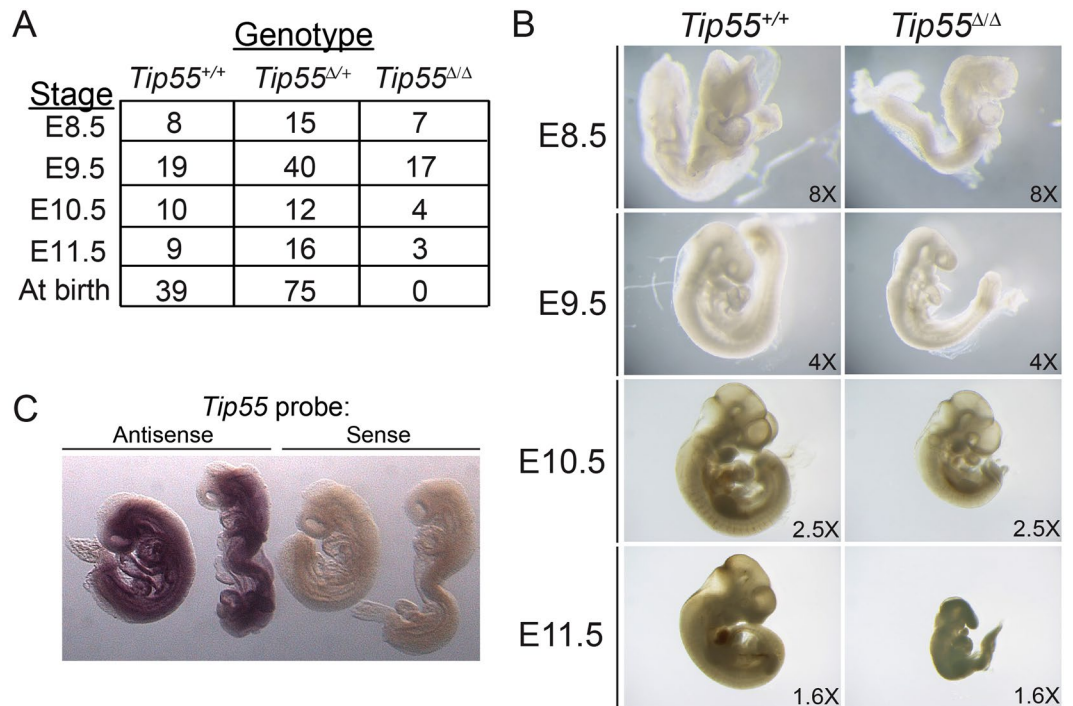 A
Genotype
Stage Tip55+/+ Tip55Δ/+ Tip55Δ/Δ
E8.5 8 15 7
E9.5 19 40 17
E10.5 10 12 4
E11.5 9 16 3
At birth 39 75 0
B
Tip55+/+ Tip55Δ/Δ
E8.5
8X 8X
E9.5
4X 4X
E10.5
2.5X 2.5X
E11.5
1.6X 1.6X
C
Tip55 probe:
Antisense Sense